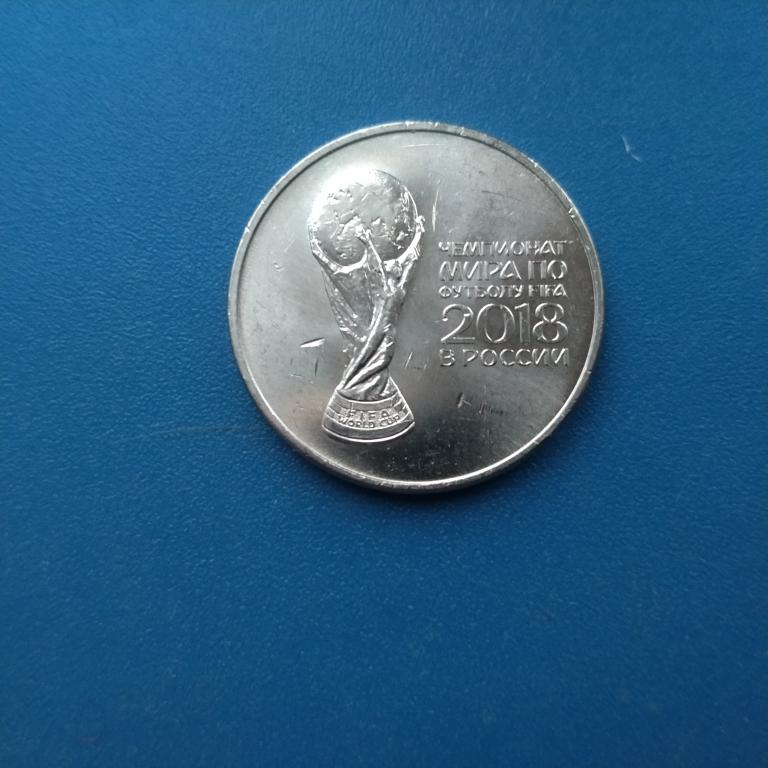 ЧЕМПИОНАТ
МИРА ПО
ФУТБОЛУ FIFA
2018
В РОССИИ
FIFA
WORLD CUP